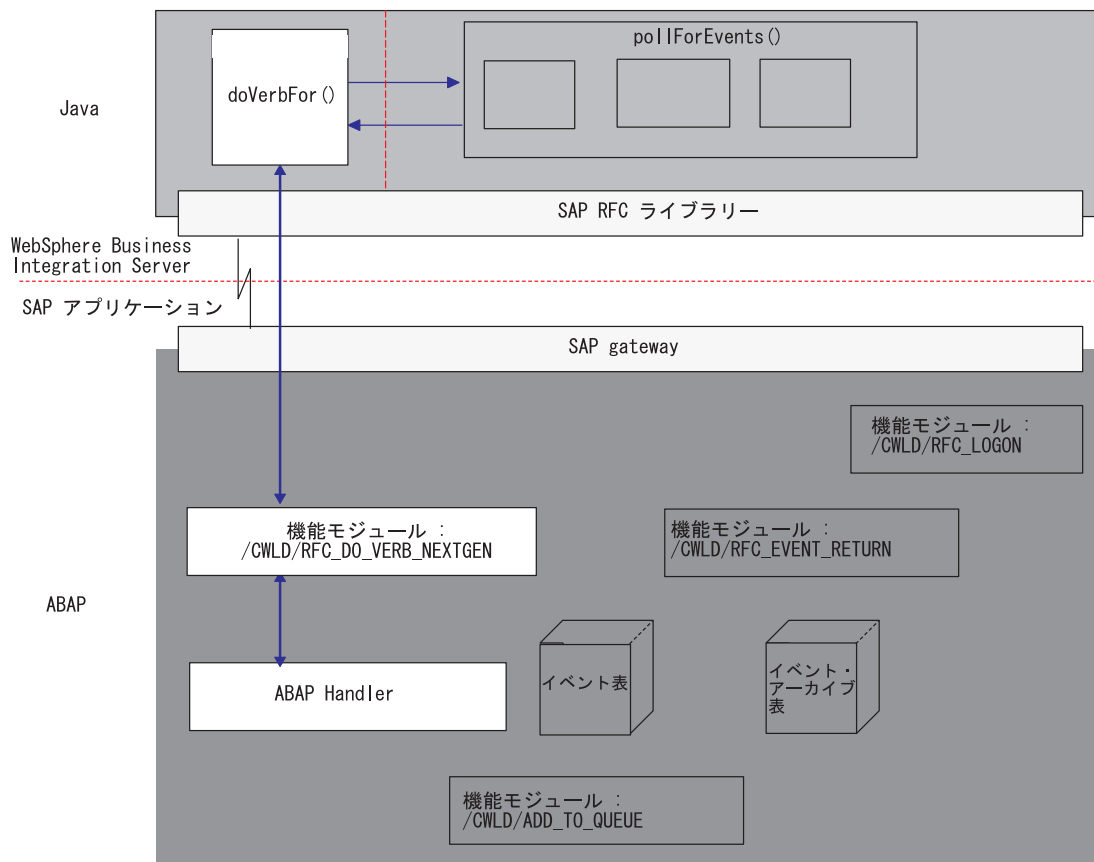 pollForEvents()
doVerbFor()
Java
SAP RFC ライブラリー
WebSphere Business
Integration Server
SAP アプリケーション
SAP gateway
機能モジュール :
/CWLD/RFC_LOGON
機能モジュール :
/CWLD/RFC_DO_VERB_NEXTGEN
機能モジュール :
/CWLD/RFC_EVENT_RETURN
ABAP
ABAP Handler
イベント表
イベント・
アーカイブ
表
機能モジュール :
/CWLD/ADD_TO_QUEUE